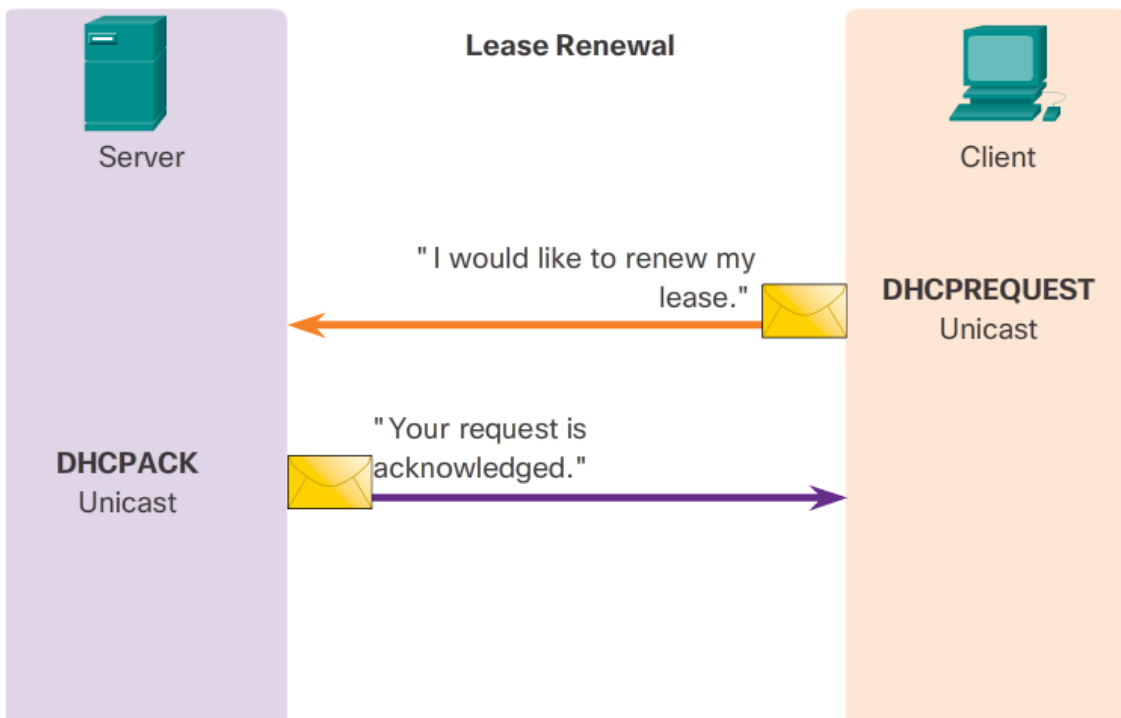 Lease Renewal
Server
Client
"I would like to renew my
lease."
DHCPREQUEST
Unicast
"Your request is
acknowledged."
DHCPACK
Unicast